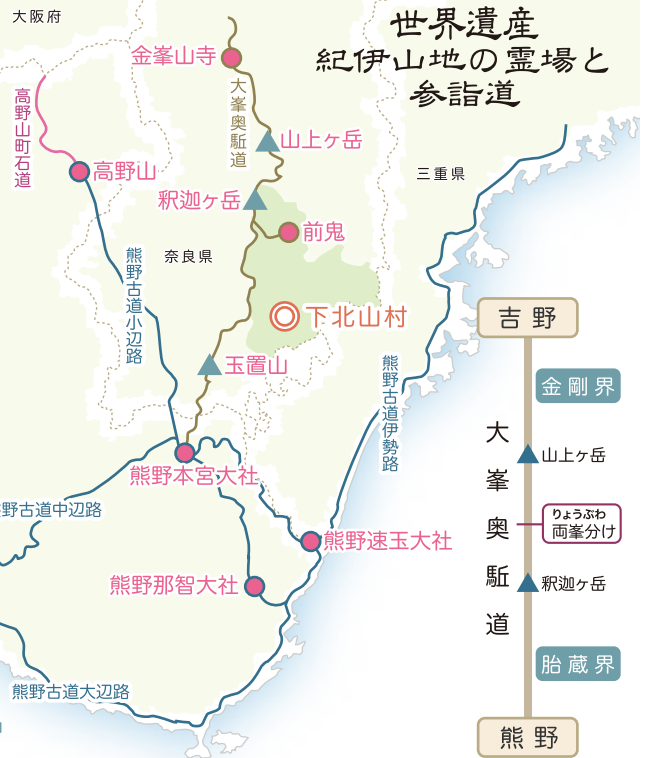 大阪府
世界遺産
紀伊山地の霊場と
参詣道
金峯山寺
大峯奥駈道
高野山町石道
山上ヶ岳
高野山
三重県
釈迦ヶ岳
前鬼
奈良県
熊野古道小辺路
下北山村
玉置山
熊野古道伊勢路
熊野本宮大社
野古道中辺路
熊野速玉大社
熊野那智大社
熊野古道大辺路
吉野
金剛界
大峯奥駈道
山上ヶ岳
りょうぶわ
両峯分け
釈迦ヶ岳
胎蔵界
熊野